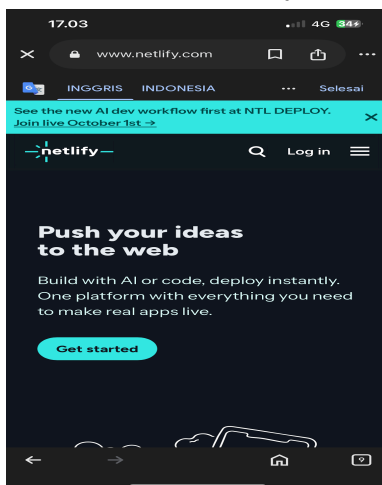 17.03
4G 34
www.netlify.com
INGGRIS INDONESIA ... Selesai
See the new AI dev workflow first at NTL DEPLOY.
Join live October 1st →
netlify
Log in
Push your ideas
to the web
Build with AI or code, deploy instantly.
One platform with everything you need
to make real apps live.
Get started